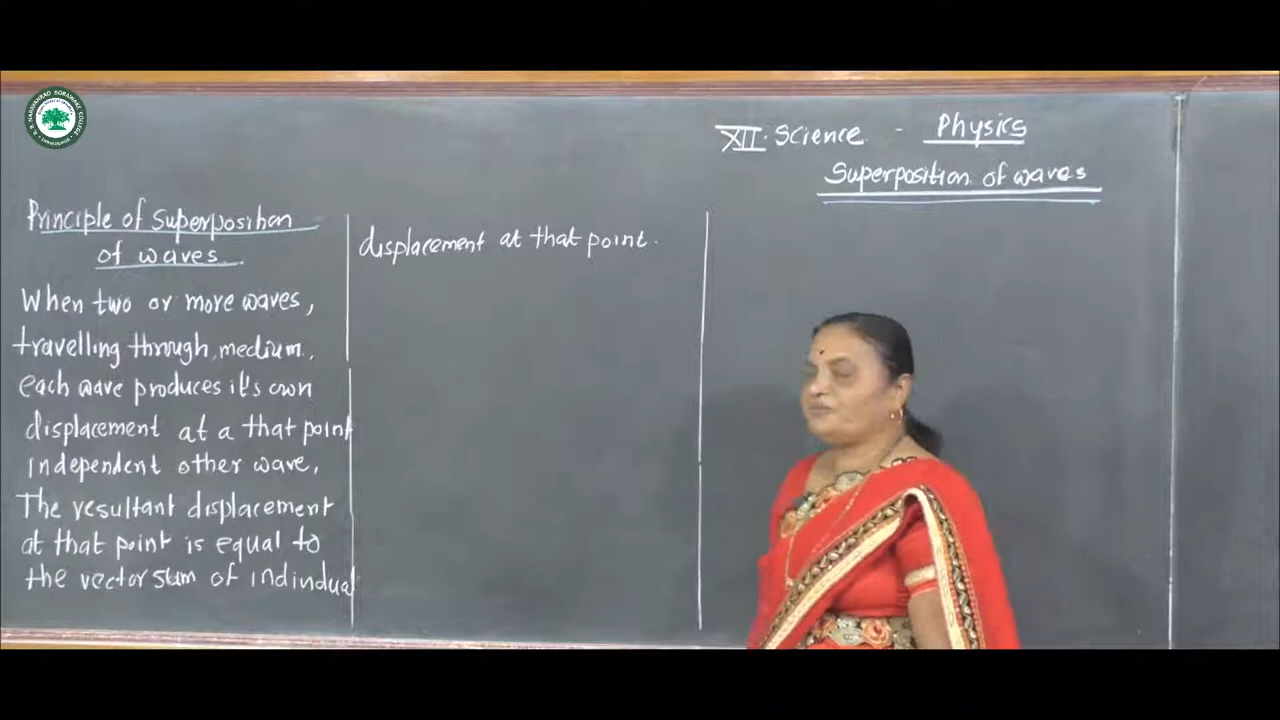 XII. Science - Physics
Superposition of waves
Principle of Superposition
of waves.
When two or more waves,
travelling through medium,
each wave produces it's own
displacement at a that point
independent other wave,
The resultant displacement
at that point is equal to
the vector sum of indindual
displacement at that point.